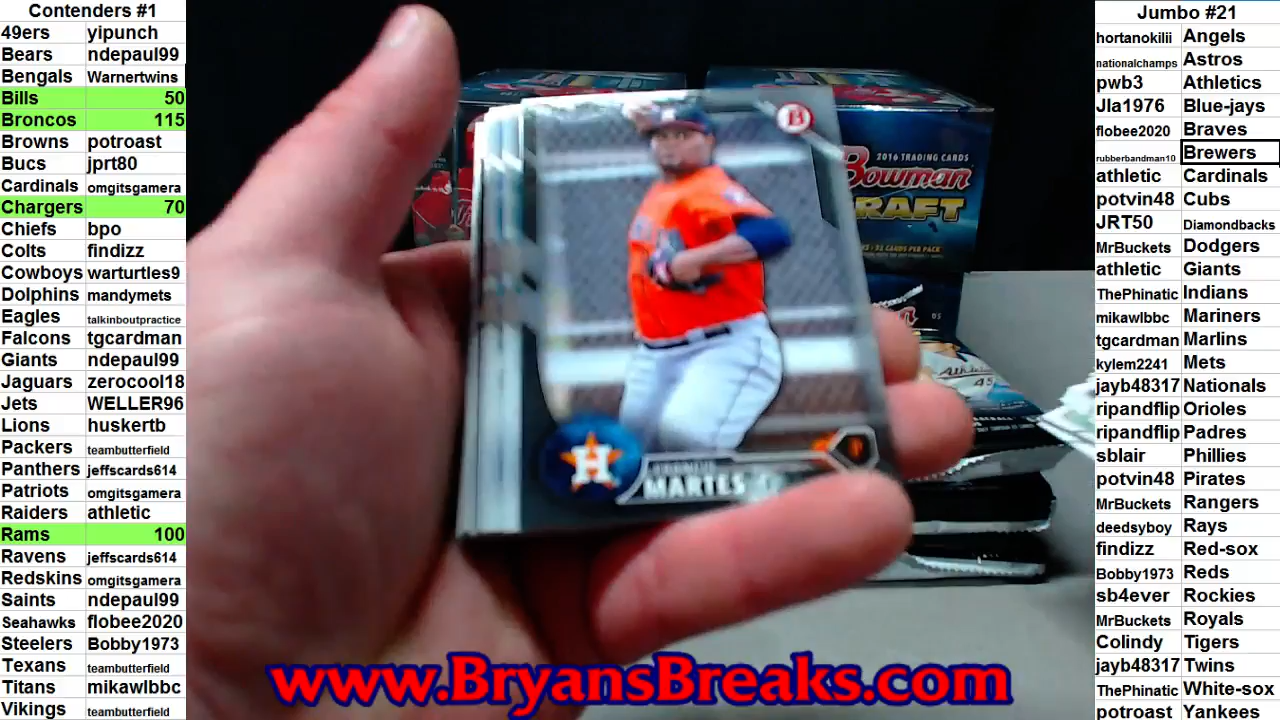 Contenders #1
49ers yipunch
Bears ndepaul99
Bengals Warnertwins
Bills 50
Broncos 115
Browns potroast
Bucs jprt80
Cardinals omgitsgamera
Chargers 70
Chiefs bpo
Colts findizz
Cowboys warturtles9
Dolphins mandymets
Eagles talkinboutpractice
Falcons tgcardman
Giants ndepaul99
Jaguars zerocool18
Jets WELLER96
Lions huskertb
Packers teambutterfield
Panthers jeffscards614
Patriots omgitsgamera
Raiders athletic
Rams 100
Ravens jeffscards614
Redskins omgitsgamera
Saints ndepaul99
Seahawks flobee2020
Steelers Bobby1973
Texans teambutterfield
Titans mikawlbbc
Vikings teambutterfield
B
H
MARTES
2016 TRADING CARDS
Bowman
RAFT
32 CARDS PER PACK
www.BryansBreaks.com
Jumbo #21
hortanokilii Angels
nationalchamps Astros
pwb3 Athletics
Jla1976 Blue-jays
flobee2020 Braves
rubberbandman10 Brewers
athletic Cardinals
potvin48 Cubs
JRT50 Diamondbacks
MrBuckets Dodgers
athletic Giants
ThePhinatic Indians
mikawlbbc Mariners
tgcardman Marlins
kylem2241 Mets
jayb48317 Nationals
ripandflip Orioles
ripandflip Padres
sblair Phillies
potvin48 Pirates
MrBuckets Rangers
deedsyboy Rays
findizz Red-sox
Bobby1973 Reds
sb4ever Rockies
MrBuckets Royals
Colindy Tigers
jayb48317 Twins
ThePhinatic White-sox
potroast Yankees